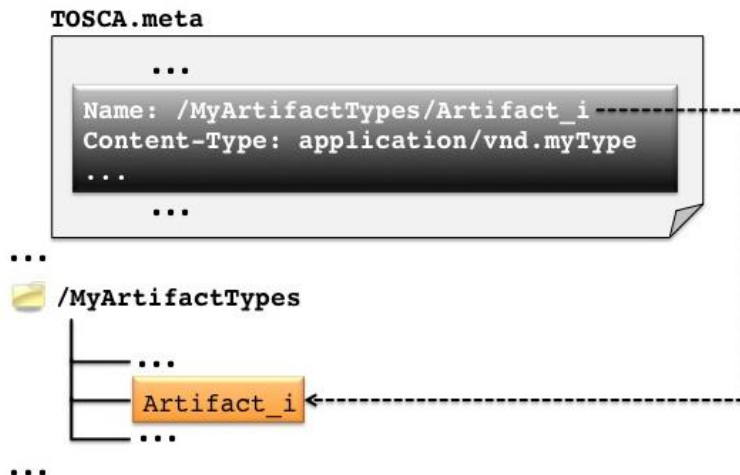 TOSCA.meta
...
Name: /MyArtifactTypes/Artifact_i
Content-Type: application/vnd.myType
...
...
...
/MyArtifactTypes
...
Artifact_i
...
...